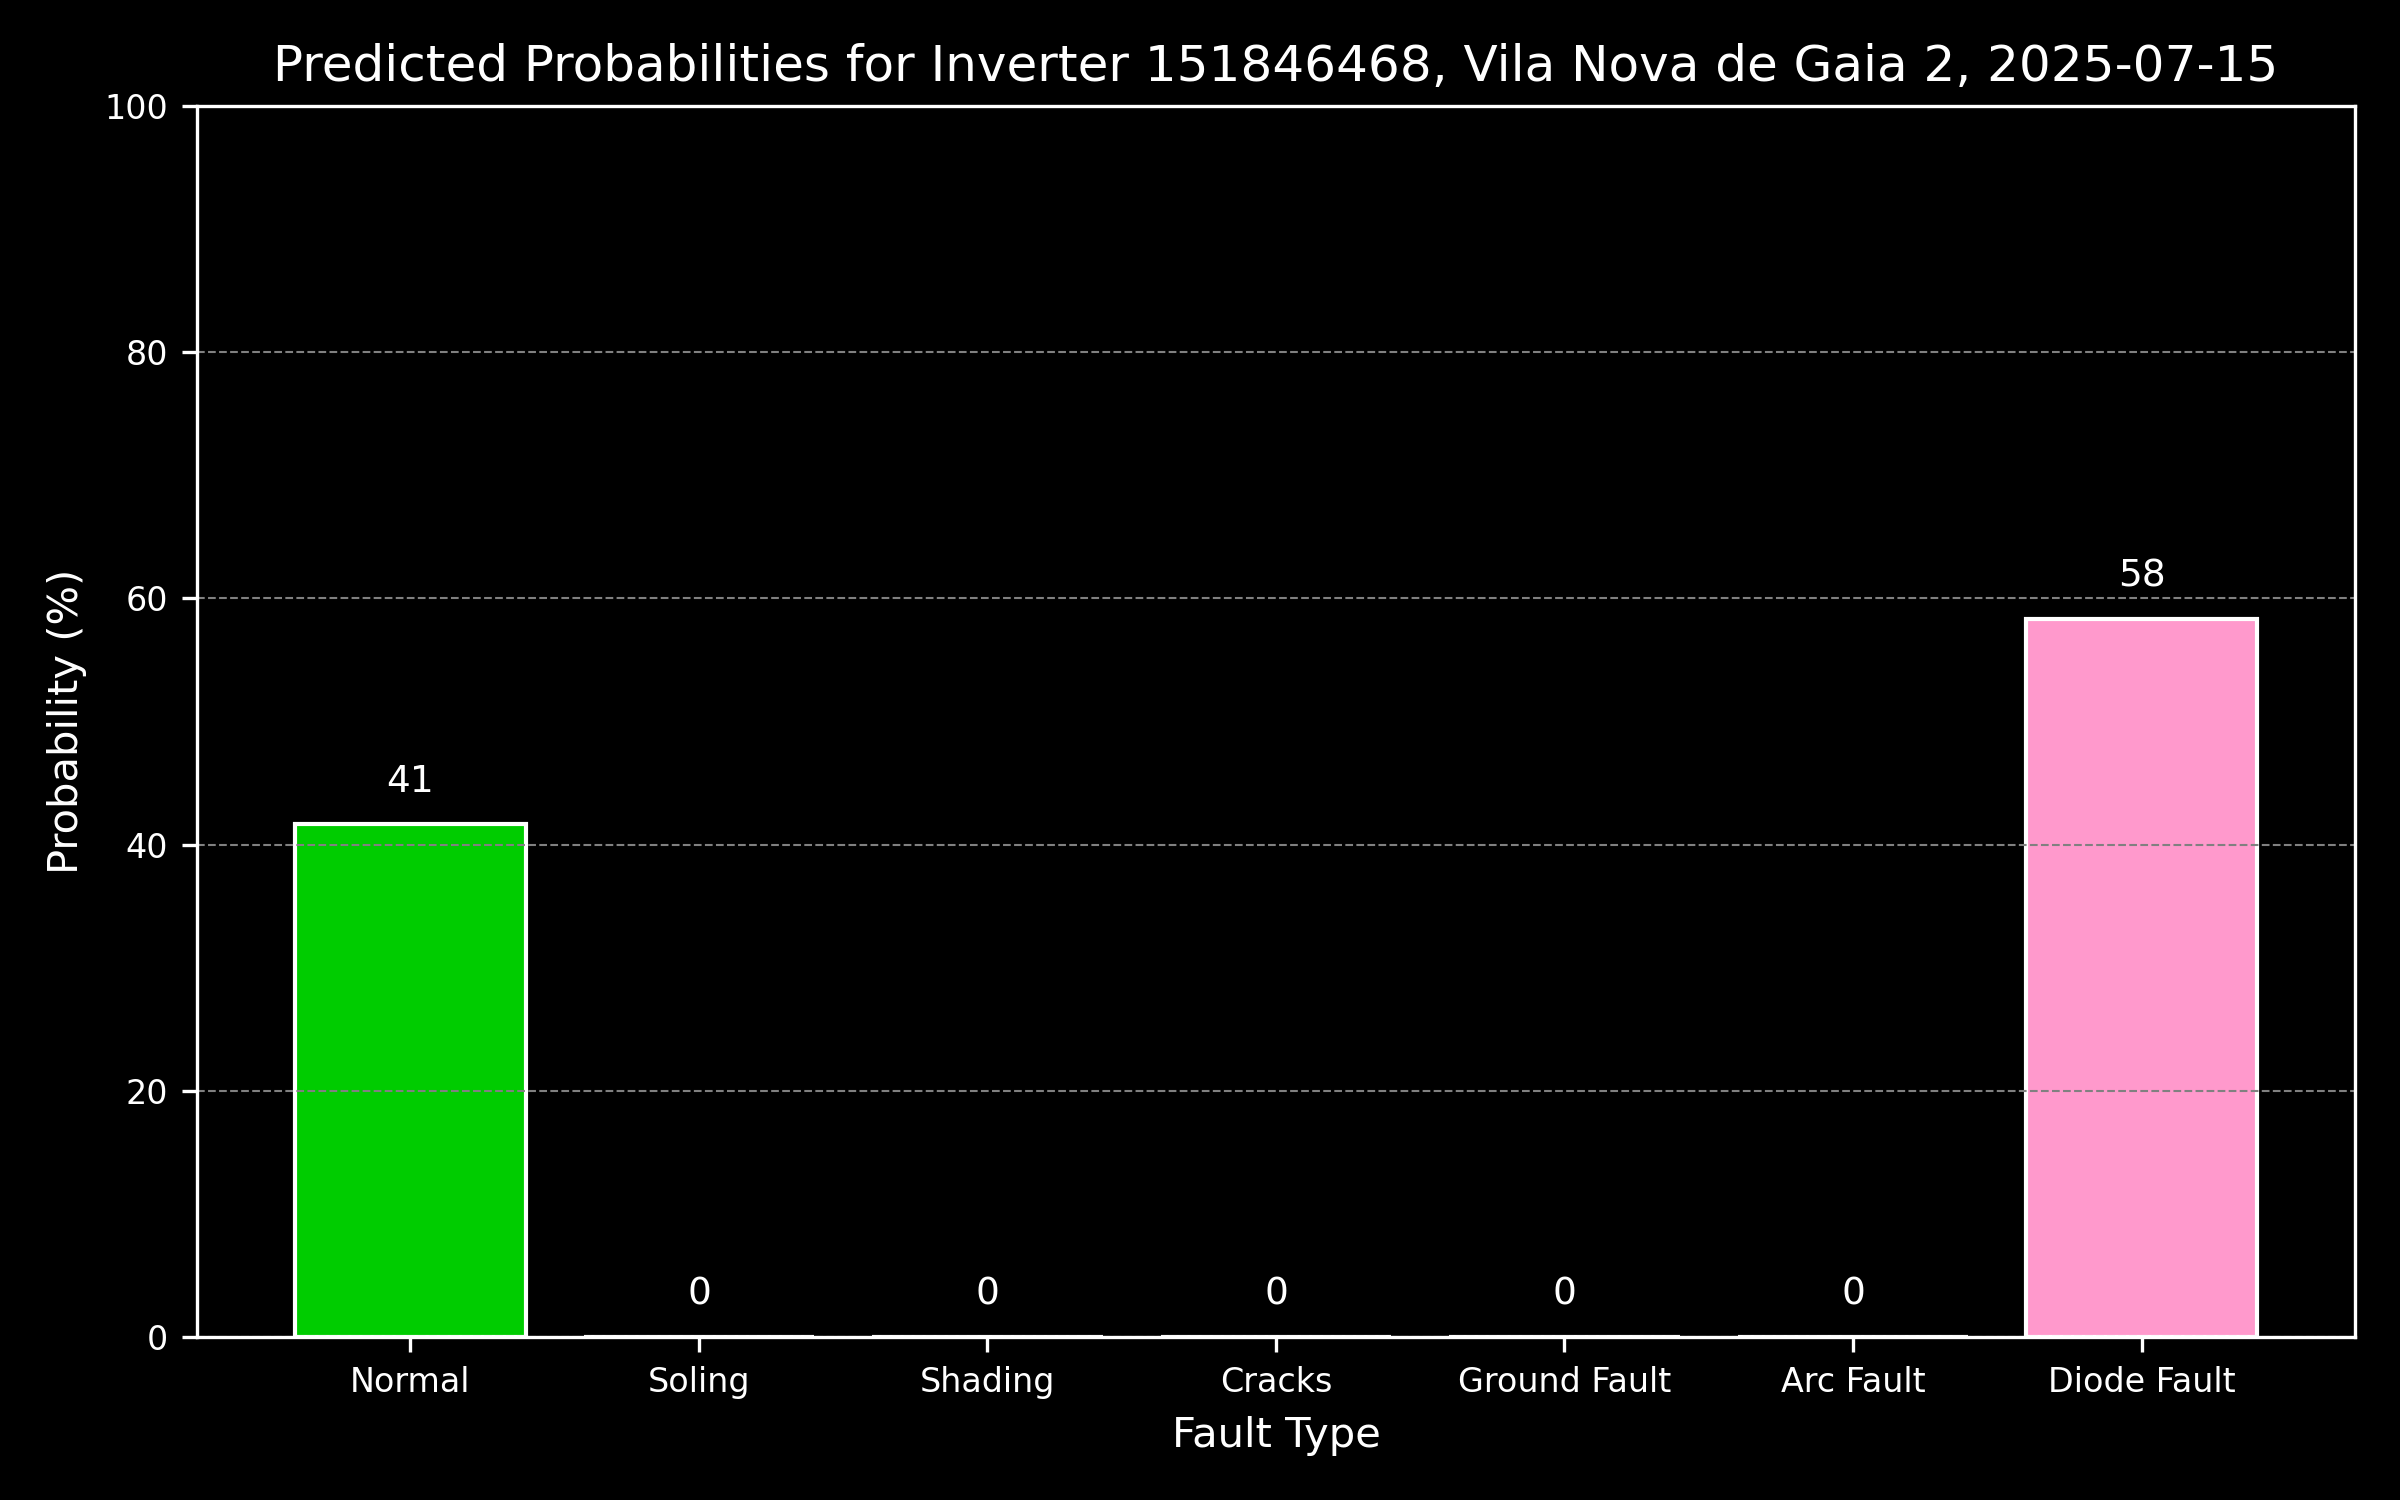 Predicted Probabilities for Inverter 151846468, Vila Nova de Gaia 2, 2025-07-15
100
80
60
40
20
0
Probability (%)
41
0
0
0
0
0
58
Normal
Soling
Shading
Cracks
Ground Fault
Arc Fault
Diode Fault
Fault Type